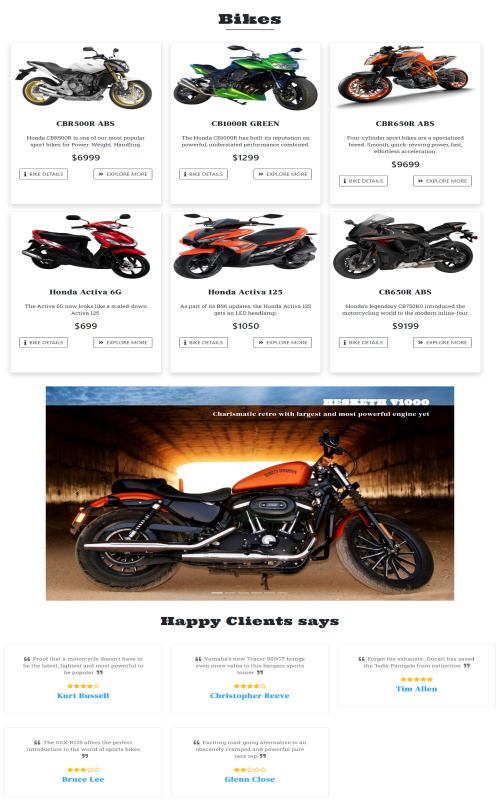 Bikes
CBR500R ABS
Honda CBR500R is one of our most popular
sport bikes for Power. Weight. Handling.
$6999
BIKE DETAILS
EXPLORE MORE
CB1000R GREEN
The Honda CB1000R has built its reputation on
powerful, understated performance combined.
$1299
BIKE DETAILS
EXPLORE MORE
CBR650R ABS
Four-cylinder sport bikes are a specialized
breed. Smooth, quick-revving power, fast,
effortless acceleration.
$9699
BIKE DETAILS
EXPLORE MORE
Honda Activa 6G
The Activa 6G now looks like a scaled-down
Activa 125.
$699
BIKE DETAILS
EXPLORE MORE
Honda Activa 125
As part of its BS6 updates, the Honda Activa 125
gets an LED headlamp.
$1050
BIKE DETAILS
EXPLORE MORE
CB650R ABS
Honda's legendary CB750K0 introduced the
motorcycling world to the modern inline-four.
$9199
BIKE DETAILS
EXPLORE MORE
HESKETH V1000
Charismatic retro with largest and most powerful engine yet
Happy Clients says
❝ Proof that a motorcycle doesn't have to
be the latest, lightest and most powerful to
be popular ❞
Kurt Russell
❝ Yamaha's new Tracer 900GT brings
even more value to this bargain sports
tourer ❞
Christopher Reeve
❝ Forget the exhausts...Ducati has saved
the 'baby Panigale from extinction ❞
Tim Allen
❝ The GSX-R125 offers the perfect
introduction to the world of sports bikes
❞
Bruce Lee
❝ Exciting road-going alternative to an
obscenely cramped and powerful pure
race rep ❞
Glenn Close